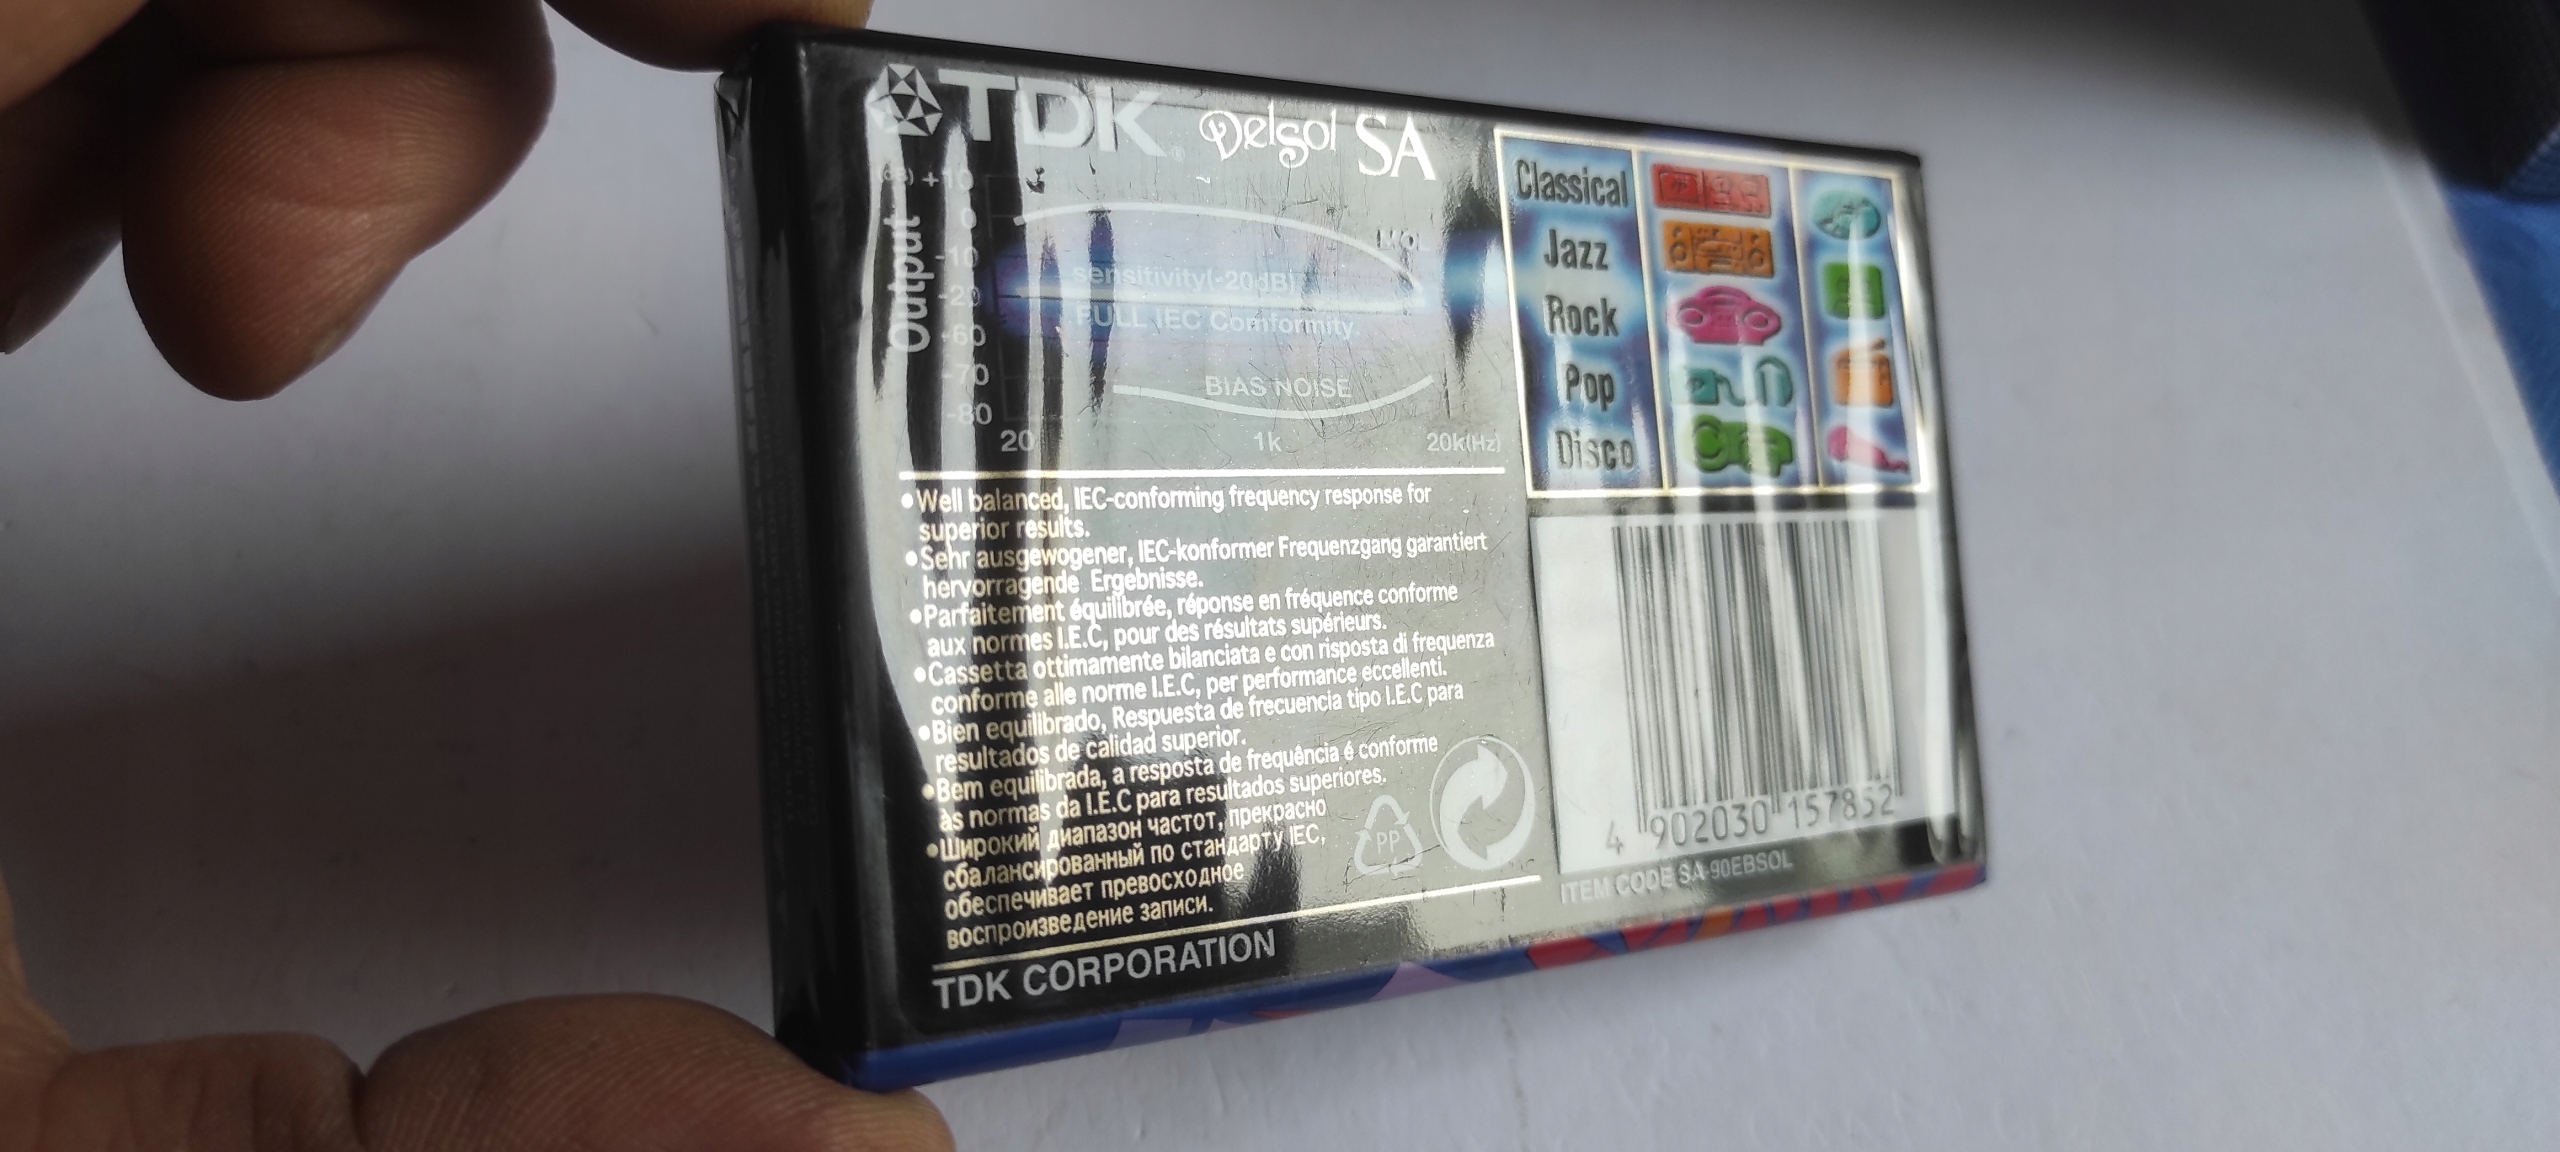 TDK
Delsol SA
(dB) +10
0
-10
-20
-60
-70
-80
Output
MOL
sensitivity(-20dB)
FULL IEC Comformity.
BIAS NOISE
20 1k 20k(Hz)
•Well balanced, IEC-conforming frequency response for
superior results.
•Sehr ausgewogener, IEC-konformer Frequenzgang garantiert
hervorragende Ergebnisse.
•Parfaitement équilibrée, réponse en fréquence conforme
aux normes I.E.C, pour des résultats supérieurs.
•Cassetta ottimamente bilanciata e con risposta di frequenza
conforme alle norme I.E.C, per performance eccellenti.
•Bien equilibrado, Respuesta de frecuencia tipo I.E.C para
resultados de calidad superior.
•Bem equilibrada, a resposta de frequência é conforme
às normas da I.E.C para resultados superiores.
•Широкий диапазон частот, прекрасно
сбалансированный по стандарту IEC,
обеспечивает превосходное
воспроизведение записи.
PP
TDK CORPORATION
Classical
Jazz
Rock
Pop
Disco
4 902030 157852
ITEM CODE SA-90EBSOL